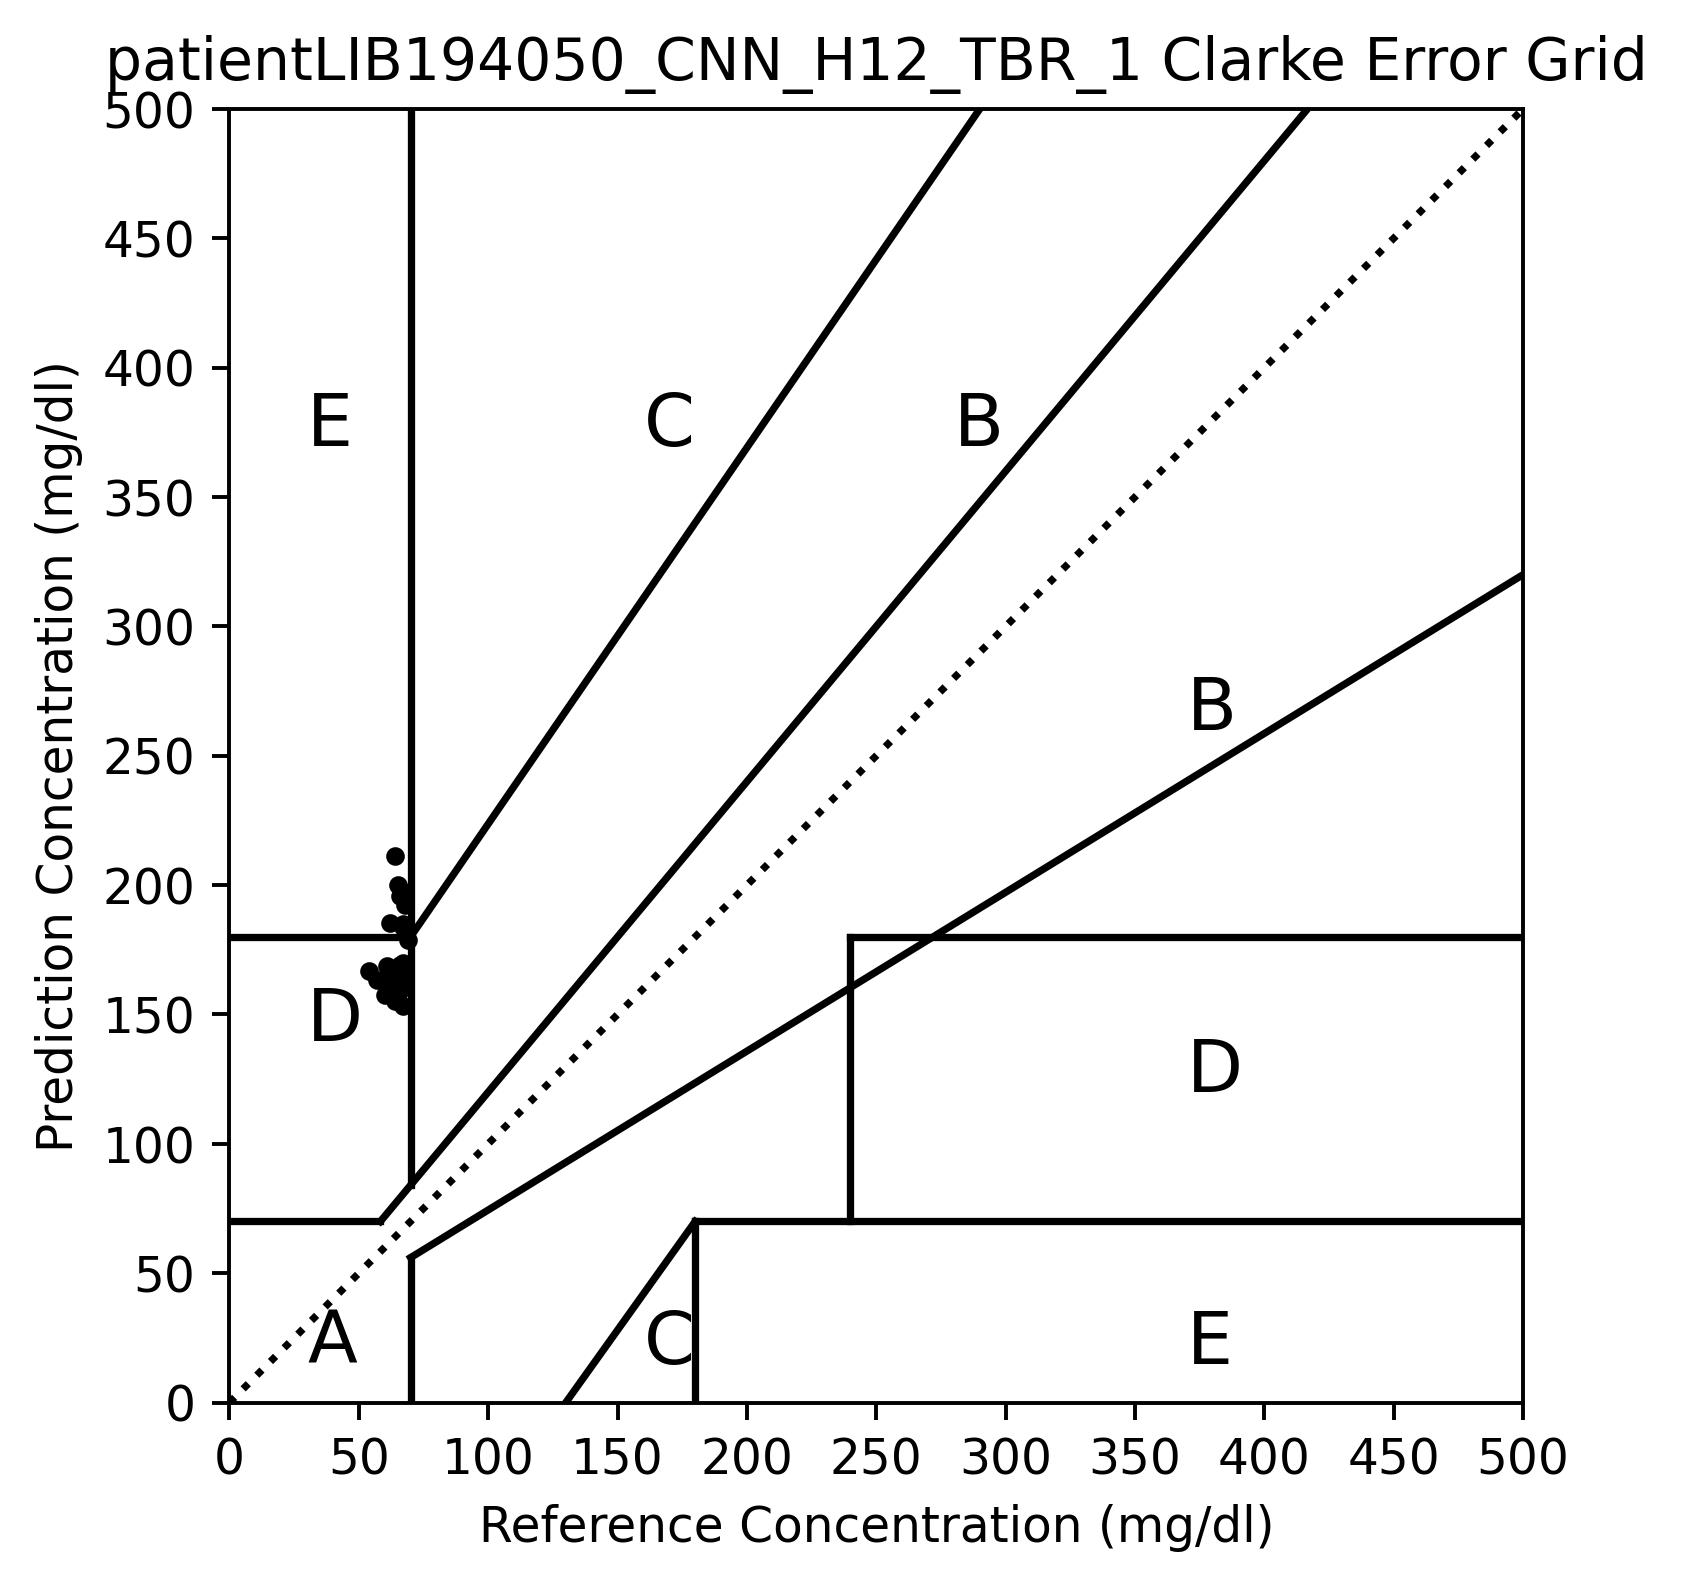 patientLIB194050_CNN_H12_TBR_1 Clarke Error Grid
500
450
400
350
300
250
200
150
100
50
0
Prediction Concentration (mg/dl)
E
C
B
B
D
D
A
C
E
0 50 100 150 200 250 300 350 400 450 500
Reference Concentration (mg/dl)